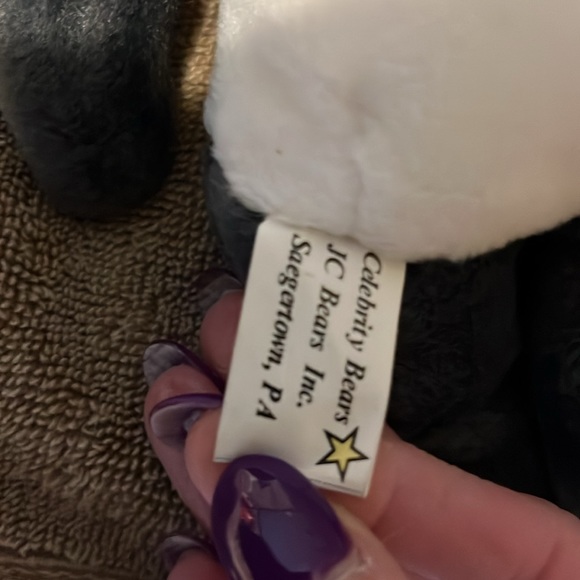 Celebrity Bears
JC Bears Inc.
Saegertown, PA